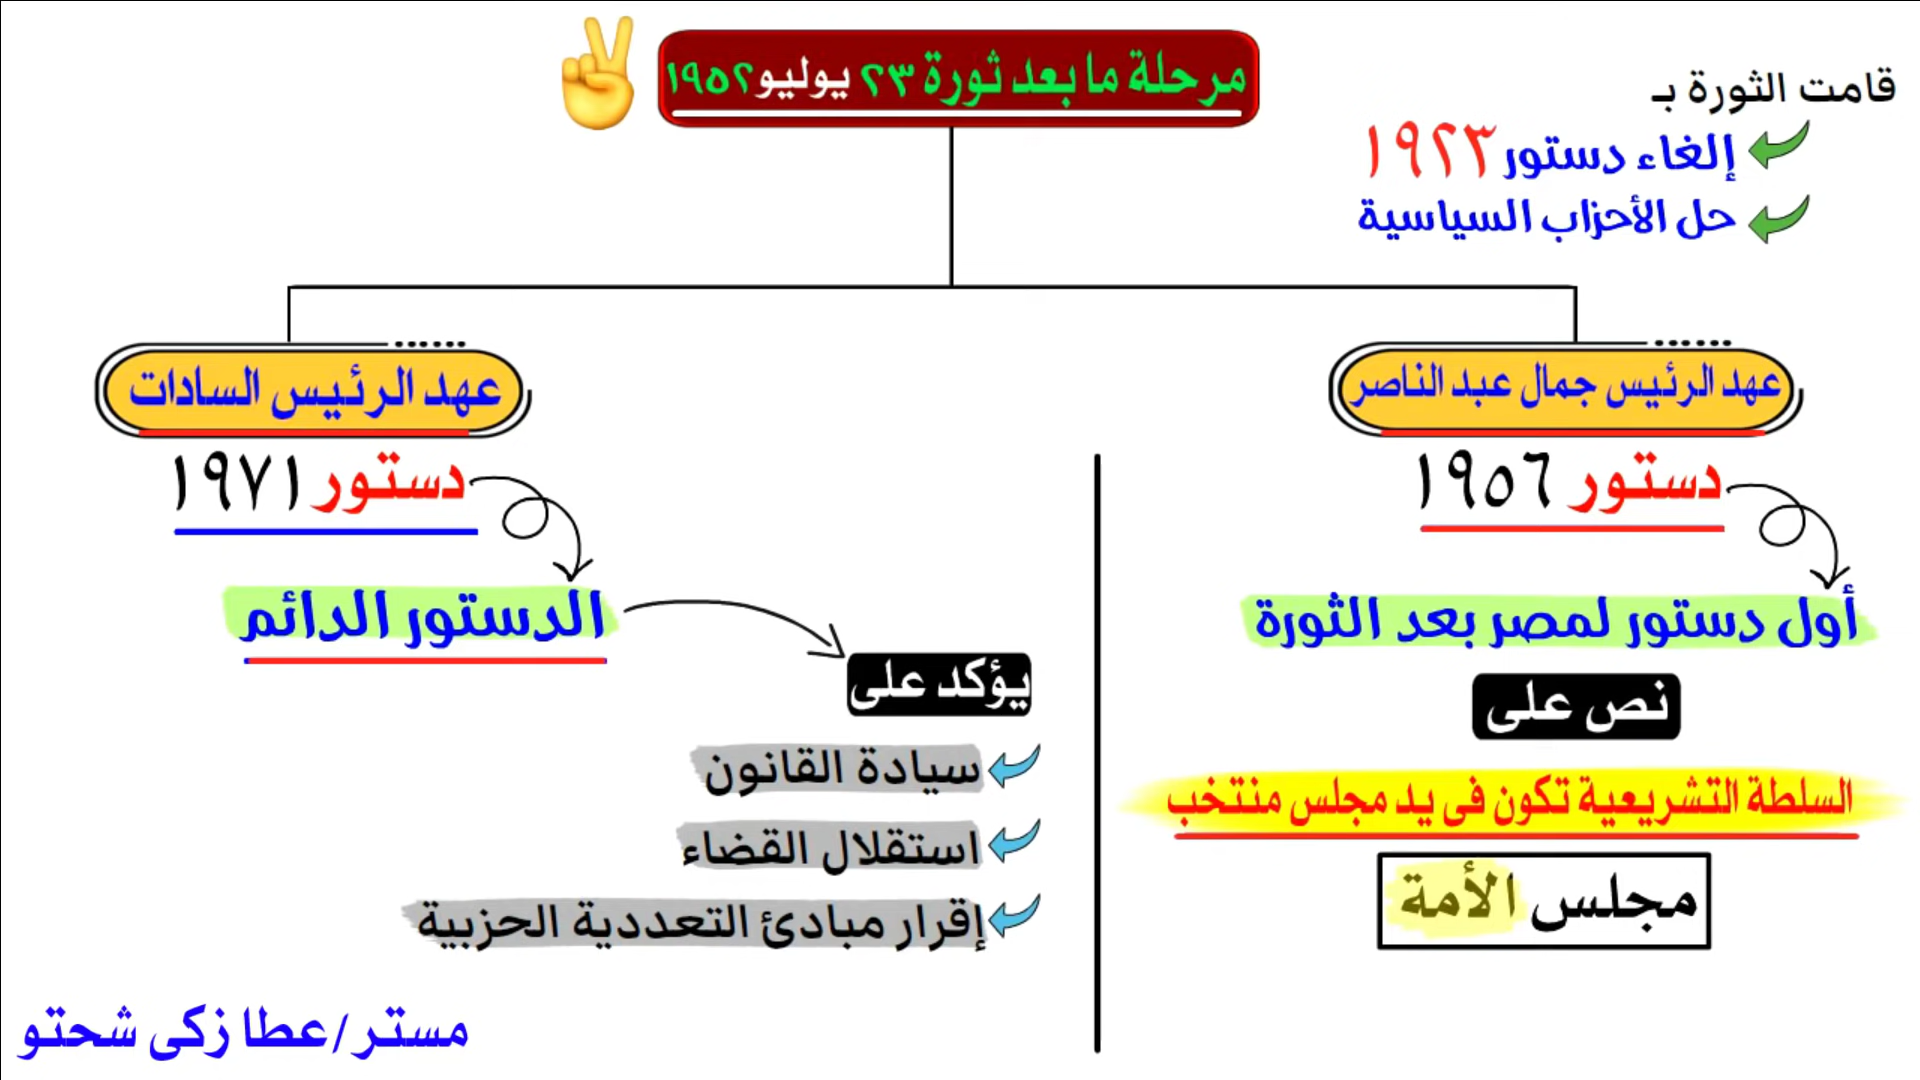 مرحلة ما بعد ثورة ٢٣ يوليو ١٩٥٢
قامت الثورة بـ
إلغاء دستور ١٩٢٣
حل الأحزاب السياسية
عهد الرئيس جمال عبد الناصر
دستور ١٩٥٦
أول دستور لمصر بعد الثورة
نص على
السلطة التشريعية تكون فى يد مجلس منتخب
مجلس الأمة
عهد الرئيس السادات
دستور ١٩٧١
الدستور الدائم
يؤكد على
سيادة القانون
استقلال القضاء
إقرار مبادئ التعددية الحزبية
مستر/عطا زكى شحتو